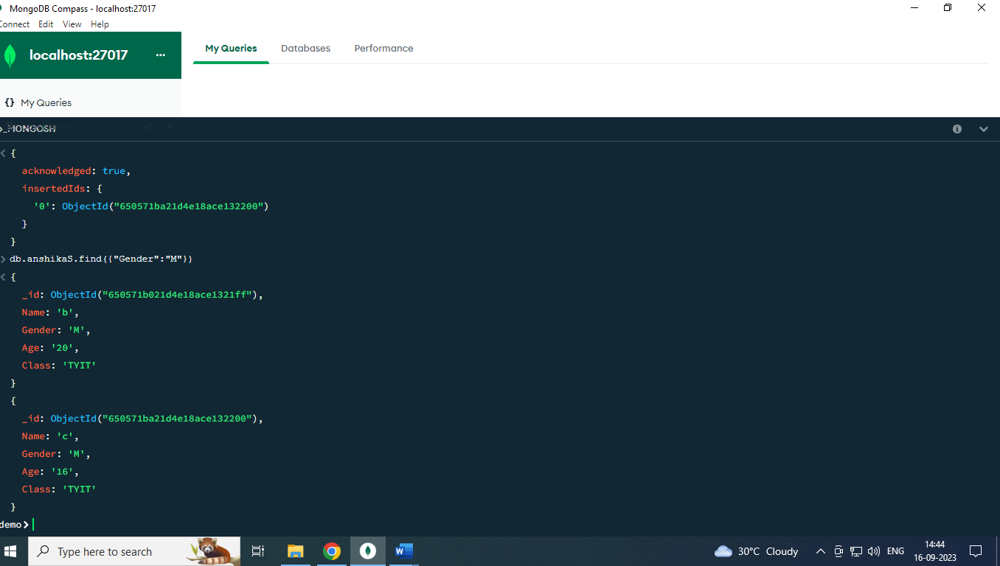 MongoDB Compass - localhost:27017
Connect Edit View Help
localhost:27017 ...
My Queries Databases Performance
{} My Queries
>_MONGOSH
{
acknowledged: true,
insertedIds: {
'0': ObjectId("650571ba21d4e18ace132200")
}
}
> db.anshikaS.find({"Gender":"M"})
< {
_id: ObjectId("650571b021d4e18ace1321ff"),
Name: 'b',
Gender: 'M',
Age: '20',
Class: 'TYIT'
}
{
_id: ObjectId("650571ba21d4e18ace132200"),
Name: 'c',
Gender: 'M',
Age: '16',
Class: 'TYIT'
}
demo>
Type here to search
30°C Cloudy
ENG
14:44
16-09-2023